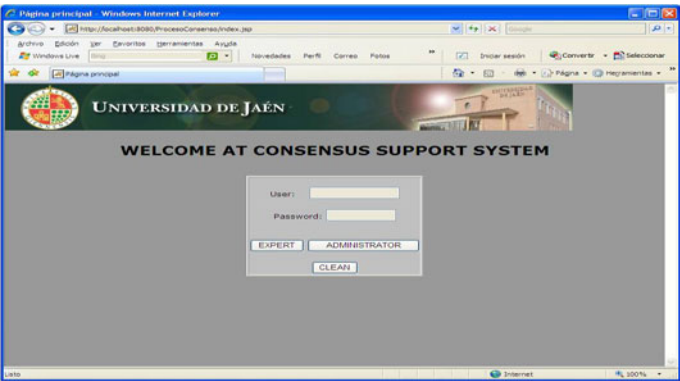 Página principal - Windows Internet Explorer
http://localhost:8080/ProcesoConsenso/index.jsp
Google
Archivo Edición Ver Favoritos Herramientas Ayuda
Windows Live Bing Novedades Perfil Correo Fotos Iniciar sesión Convertir Seleccionar
Página principal Página Herramientas
UNIVERSIDAD DE JAÉN
WELCOME AT CONSENSUS SUPPORT SYSTEM
User:
Password:
EXPERT ADMINISTRATOR
CLEAN
Listo Internet 100%